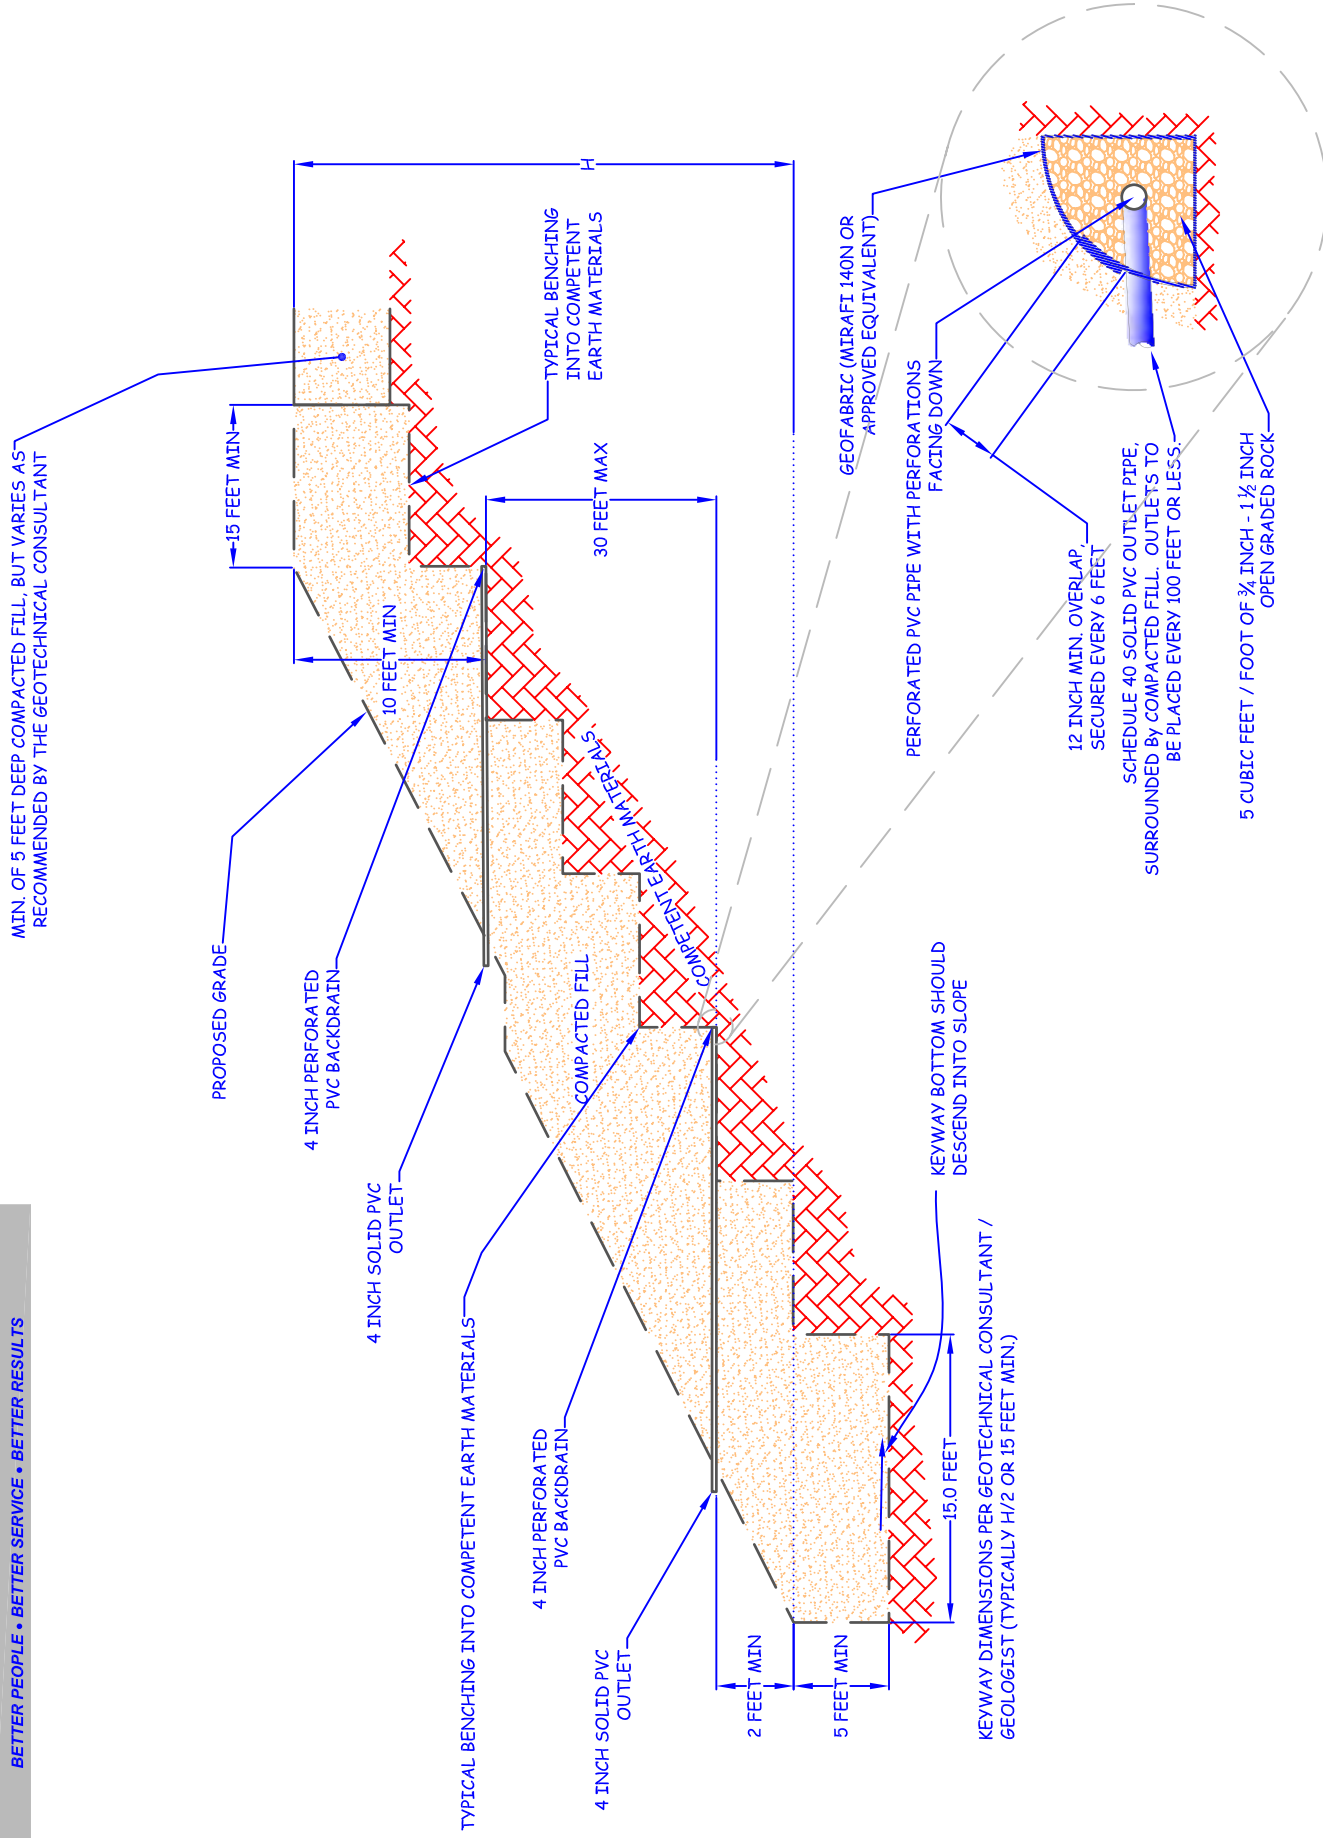 BETTER PEOPLE • BETTER SERVICE • BETTER RESULTS
MIN. OF 5 FEET DEEP COMPACTED FILL, BUT VARIES AS
RECOMMENDED BY THE GEOTECHNICAL CONSULTANT
PROPOSED GRADE
15 FEET MIN
4 INCH PERFORATED
PVC BACKDRAIN
10 FEET MIN
4 INCH SOLID PVC
OUTLET
TYPICAL BENCHING INTO COMPETENT EARTH MATERIALS
TYPICAL BENCHING
INTO COMPETENT
EARTH MATERIALS
H
30 FEET MAX
COMPACTED FILL
COMPETENT EARTH MATERIALS,
4 INCH PERFORATED
PVC BACKDRAIN
4 INCH SOLID PVC
OUTLET
2 FEET MIN
5 FEET MIN
KEYWAY BOTTOM SHOULD
DESCEND INTO SLOPE
15.0 FEET
KEYWAY DIMENSIONS PER GEOTECHNICAL CONSULTANT /
GEOLOGIST (TYPICALLY H/2 OR 15 FEET MIN.)
GEOFABRIC (MIRAFI 140N OR
APPROVED EQUIVALENT)
PERFORATED PVC PIPE WITH PERFORATIONS
FACING DOWN
12 INCH MIN. OVERLAP,
SECURED EVERY 6 FEET
SCHEDULE 40 SOLID PVC OUTLET PIPE,
SURROUNDED By COMPACTED FILL. OUTLETS TO
BE PLACED EVERY 100 FEET OR LESS.
5 CUBIC FEET / FOOT OF ¾ INCH - 1 ½ INCH
OPEN GRADED ROCK